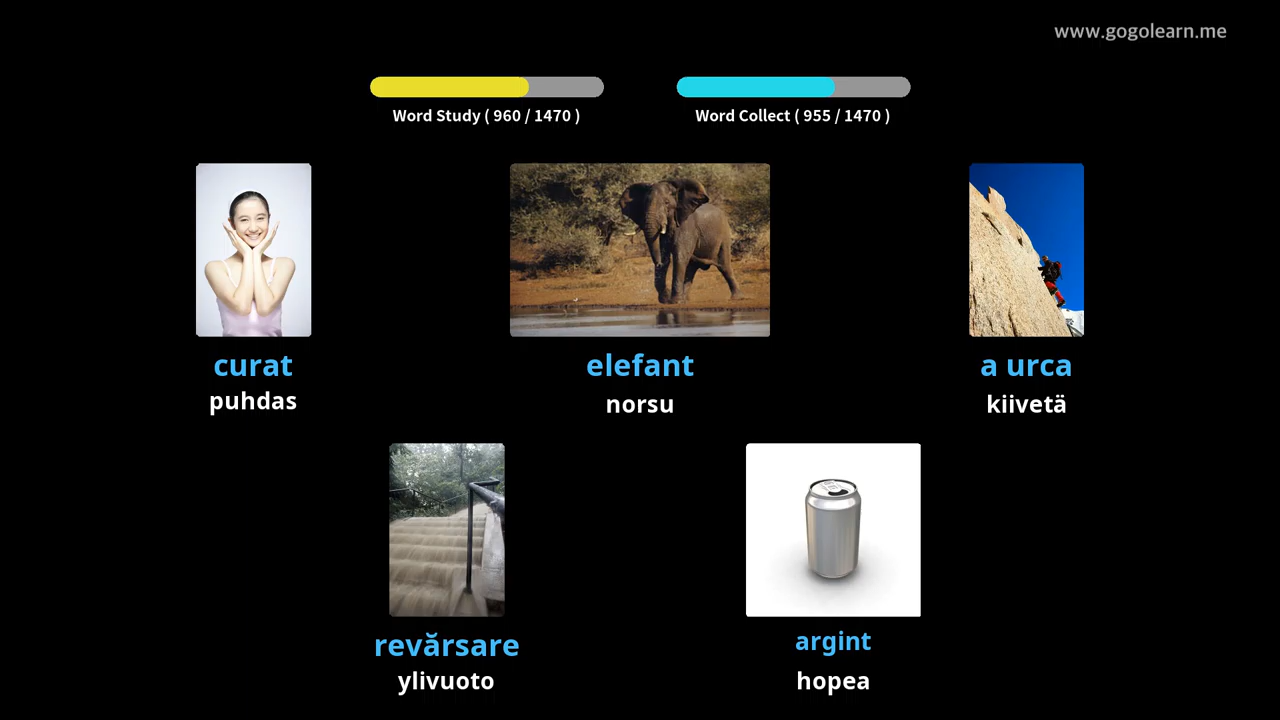 www.gogolearn.me
Word Study ( 960 / 1470 )
Word Collect ( 955 / 1470 )
curat
puhdas
elefant
norsu
a urca
kiivetä
revărsare
ylivuoto
argint
hopea